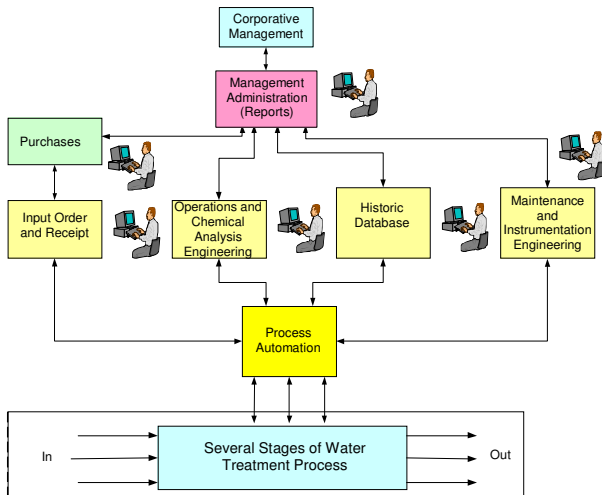 Corporative
Management
Management
Administration
(Reports)
Purchases
Input Order
and Receipt
Operations and
Chemical
Analysis
Engineering
Historic
Database
Maintenance
and
Instrumentation
Engineering
Process
Automation
In
Several Stages of Water
Treatment Process
Out